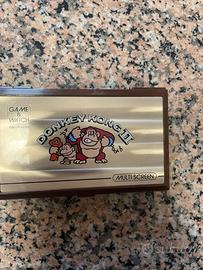 GAME &
WATCH
DONKEY KONG II
MULTI SCREEN